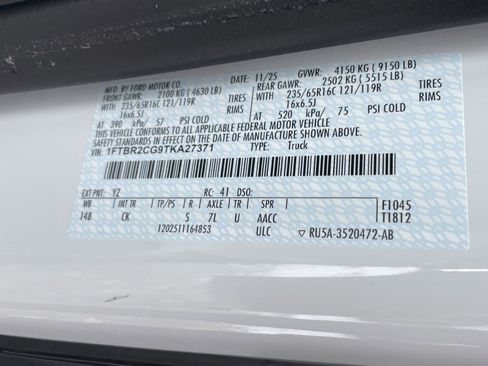 MFD. BY FORD MOTOR CO. DATE: 11/25 GVWR: 4150 KG ( 9150 LB)
FRONT GAWR: 2100 KG ( 4630 LB) REAR GAWR: 2502 KG ( 5515 LB)
WITH 235/65R16C 121/119R TIRES WITH 235/65R16C 121/119R TIRES
16x6.5J RIMS 16x6.5J RIMS
AT 390 kPa/ 57 PSI COLD AT 520 kPa/ 75 PSI COLD
THIS VEHICLE CONFORMS TO ALL APPLICABLE FEDERAL MOTOR VEHICLE
SAFETY STANDARDS IN EFFECT ON THE DATE OF MANUFACTURE SHOWN ABOVE.
VIN: 1FTBR2CG9TKA27371 TYPE: Truck
EXT PNT: YZ RC: 41 DSO:
WB INT TR TP/PS R AXLE TR SPR F1045
148 CK 5 7L U AACC T1812
1202511164853 ULC RU5A-3520472-AB